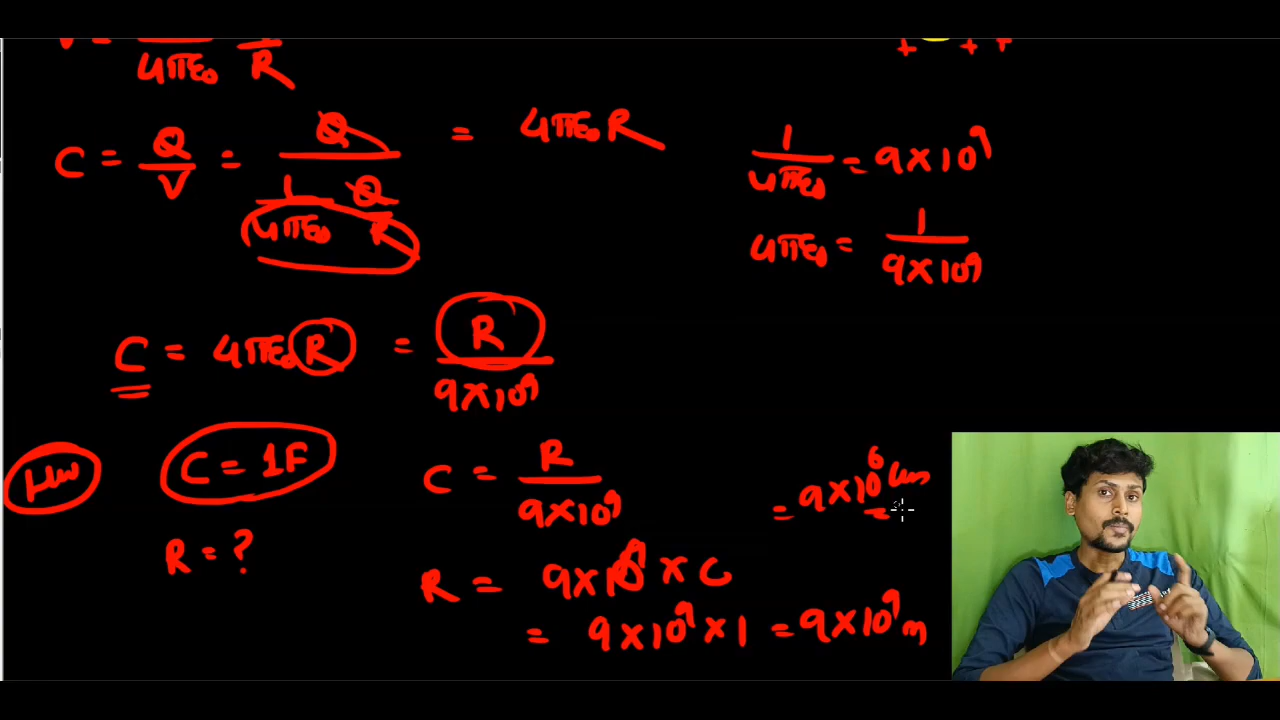 4πε₀ R
C = Q/V = Q / (1/4πε₀ Q/R) = 4πε₀R
1/4πε₀ = 9×10⁹
4πε₀ = 1/9×10⁹
C = 4πε₀R = R/9×10⁹
HW
C = 1F
R = ?
C = R/9×10⁹
R = 9×10⁹ × C
= 9×10⁹×1 = 9×10⁹m
= 9×10⁶ km